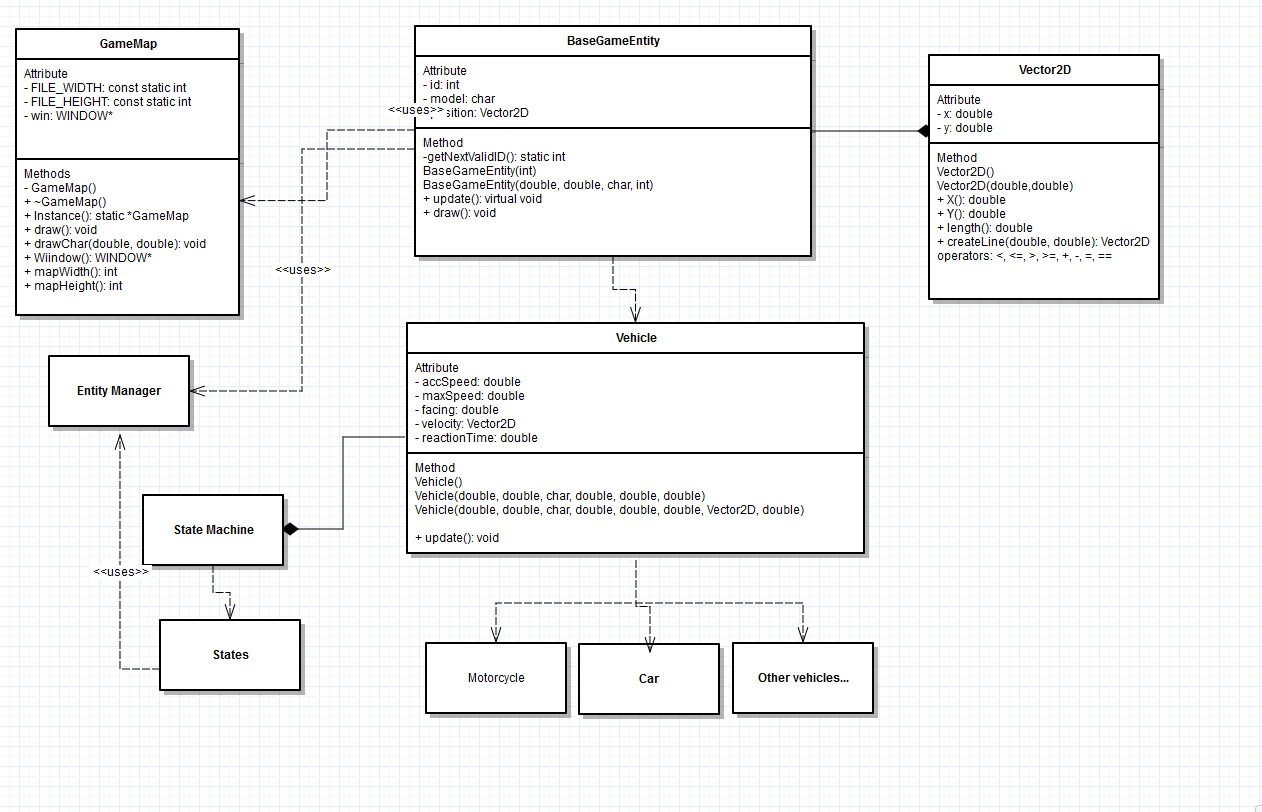 GameMap
Attribute
- FILE_WIDTH: const static int
- FILE_HEIGHT: const static int
- win: WINDOW*
Methods
- GameMap()
+ ~GameMap()
+ Instance(): static *GameMap
+ draw(): void
+ drawChar(double, double): void
+ Wiindow(): WINDOW*
+ mapWidth(): int
+ mapHeight(): int
BaseGameEntity
Attribute
- id: int
- model: char
sition: Vector2D
<<uses>>
Method
-getNextValidID(): static int
BaseGameEntity(int)
BaseGameEntity(double, double, char, int)
+ update(): virtual void
+ draw(): void
Vector2D
Attribute
- x: double
- y: double
Method
Vector2D()
Vector2D(double,double)
+ X(): double
+ Y(): double
+ length(): double
+ createLine(double, double): Vector2D
operators: <, <=, >, >=, +, -, =, ==
<<uses>>
Entity Manager
Vehicle
Attribute
- accSpeed: double
- maxSpeed: double
- facing: double
- velocity: Vector2D
- reactionTime: double
Method
Vehicle()
Vehicle(double, double, char, double, double, double)
Vehicle(double, double, char, double, double, double, Vector2D, double)
+ update(): void
State Machine
<<uses>>
States
Motorcycle
Car
Other vehicles...